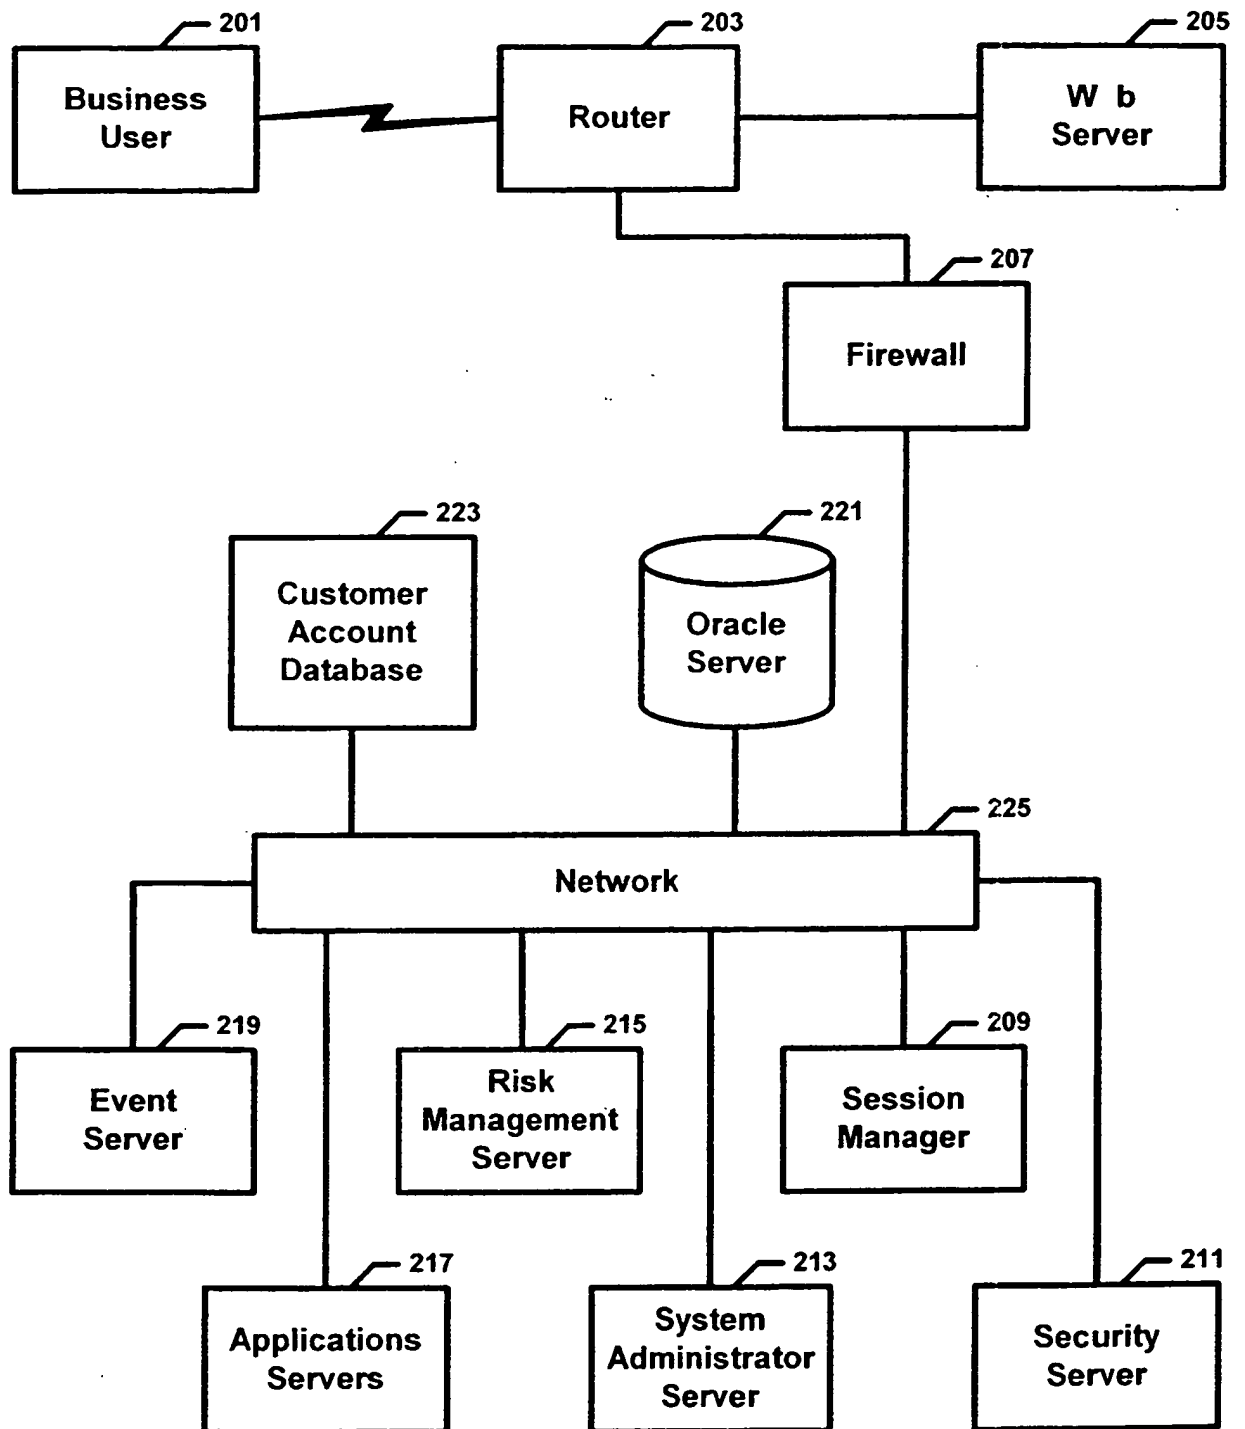 201
Business
User
203
Router
205
W b
Server
207
Firewall
223
Customer
Account
Database
221
Oracle
Server
225
Network
219
Event
Server
215
Risk
Management
Server
209
Session
Manager
217
Applications
Servers
213
System
Administrator
Server
211
Security
Server